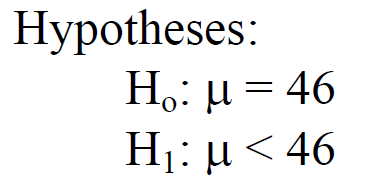 Hypotheses:
Hₒ: μ = 46
H₁: μ < 46